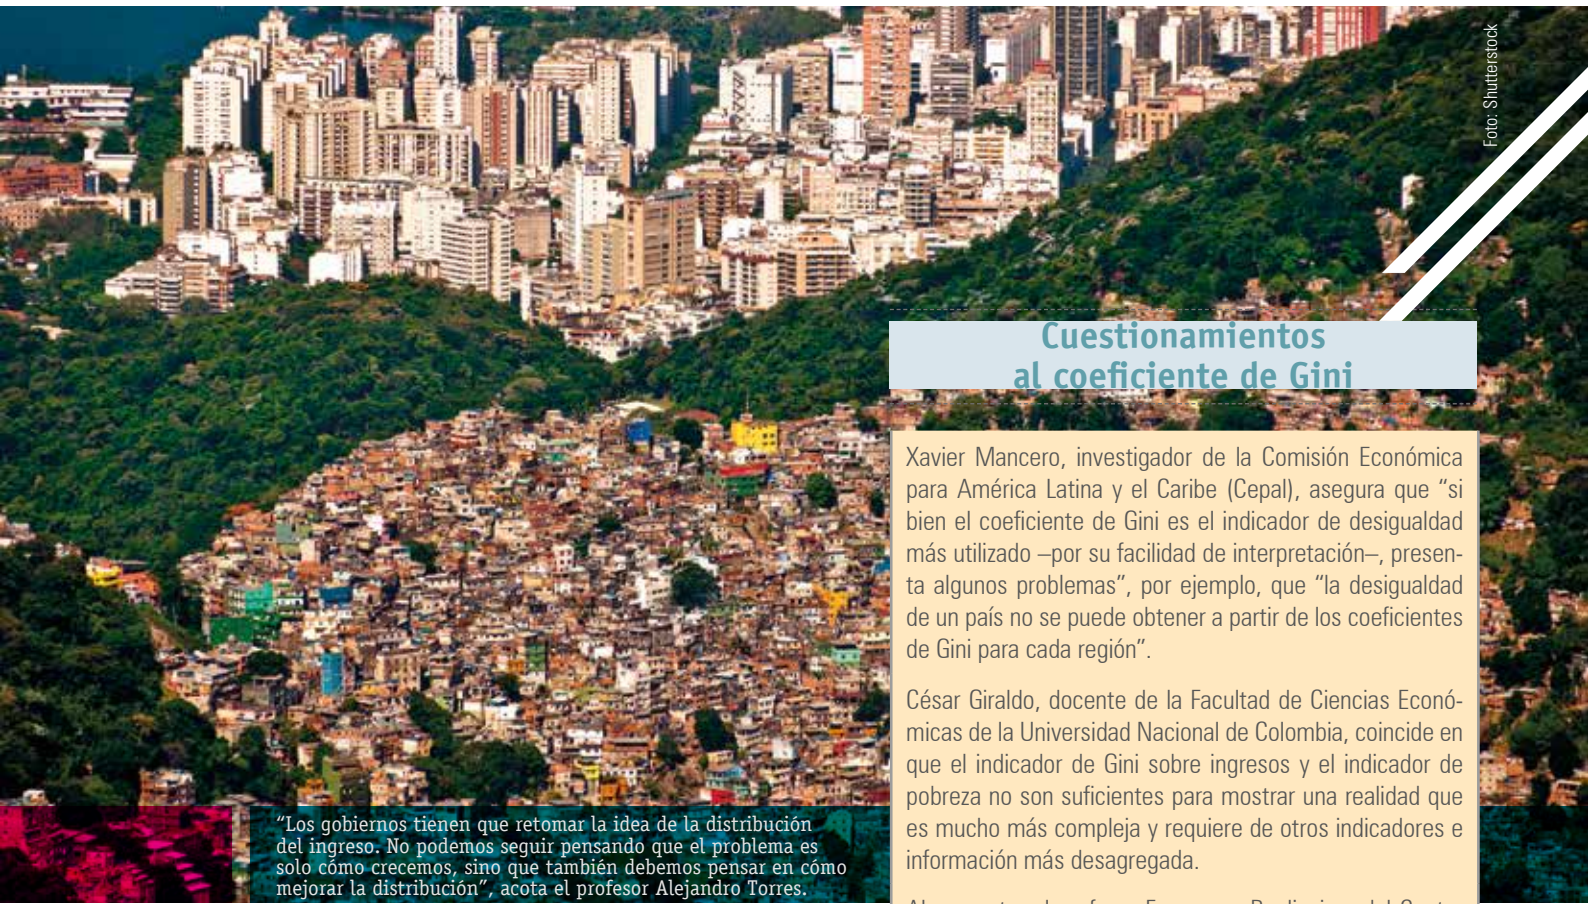 Foto: Shutterstock
Cuestionamientos
al coeficiente de Gini
Xavier Mancero, investigador de la Comisión Económica
para América Latina y el Caribe (Cepal), asegura que “si
bien el coeficiente de Gini es el indicador de desigualdad
más utilizado –por su facilidad de interpretación–, presen-
ta algunos problemas”, por ejemplo, que “la desigualdad
de un país no se puede obtener a partir de los coeficientes
de Gini para cada región”.
César Giraldo, docente de la Facultad de Ciencias Econó-
micas de la Universidad Nacional de Colombia, coincide en
que el indicador de Gini sobre ingresos y el indicador de
pobreza no son suficientes para mostrar una realidad que
es mucho más compleja y requiere de otros indicadores e
información más desagregada.
“Los gobiernos tienen que retomar la idea de la distribución
del ingreso. No podemos seguir pensando que el problema es
solo cómo crecemos, sino que también debemos pensar en cómo
mejorar la distribución”, acota el profesor Alejandro Torres.